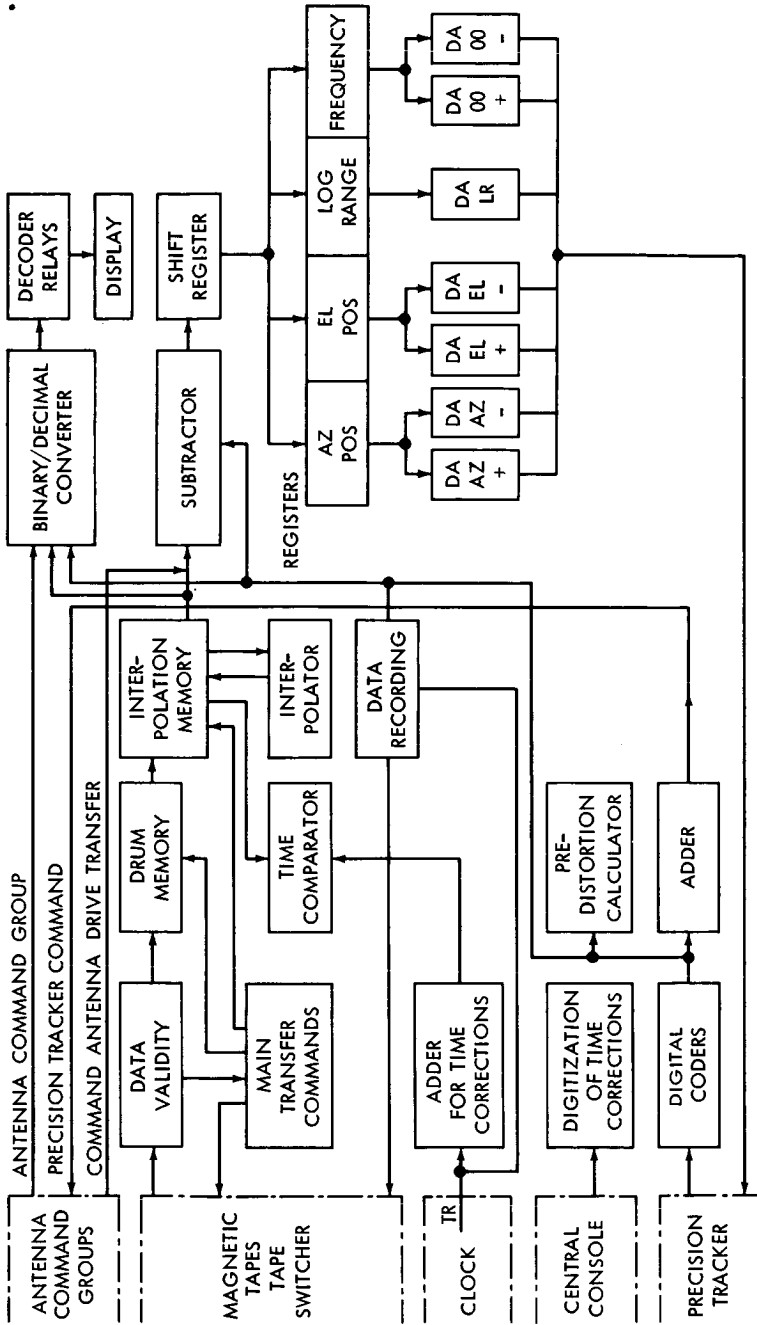 ANTENNA
COMMAND
GROUPS
MAGNETIC
TAPES
TAPE
SWITCHER
CLOCK
TR
CENTRAL
CONSOLE
PRECISION
TRACKER
ANTENNA COMMAND GROUP
PRECISION TRACKER COMMAND
COMMAND ANTENNA DRIVE TRANSFER
DATA
VALIDITY
MAIN
TRANSFER
COMMANDS
ADDER
FOR TIME
CORRECTIONS
DIGITIZATION
OF TIME
CORRECTIONS
DIGITAL
CODERS
DRUM
MEMORY
TIME
COMPARATOR
PRE-
DISTORTION
CALCULATOR
ADDER
INTER-
POLATION
MEMORY
INTER-
POLATOR
DATA
RECORDING
BINARY/DECIMAL
CONVERTER
SUBTRACTOR
DECODER
RELAYS
DISPLAY
SHIFT
REGISTER
REGISTERS
AZ
POS
EL
POS
LOG
RANGE
FREQUENCY
DA
AZ
+
DA
AZ
-
DA
EL
+
DA
EL
-
DA
LR
DA
00
+
DA
00
-